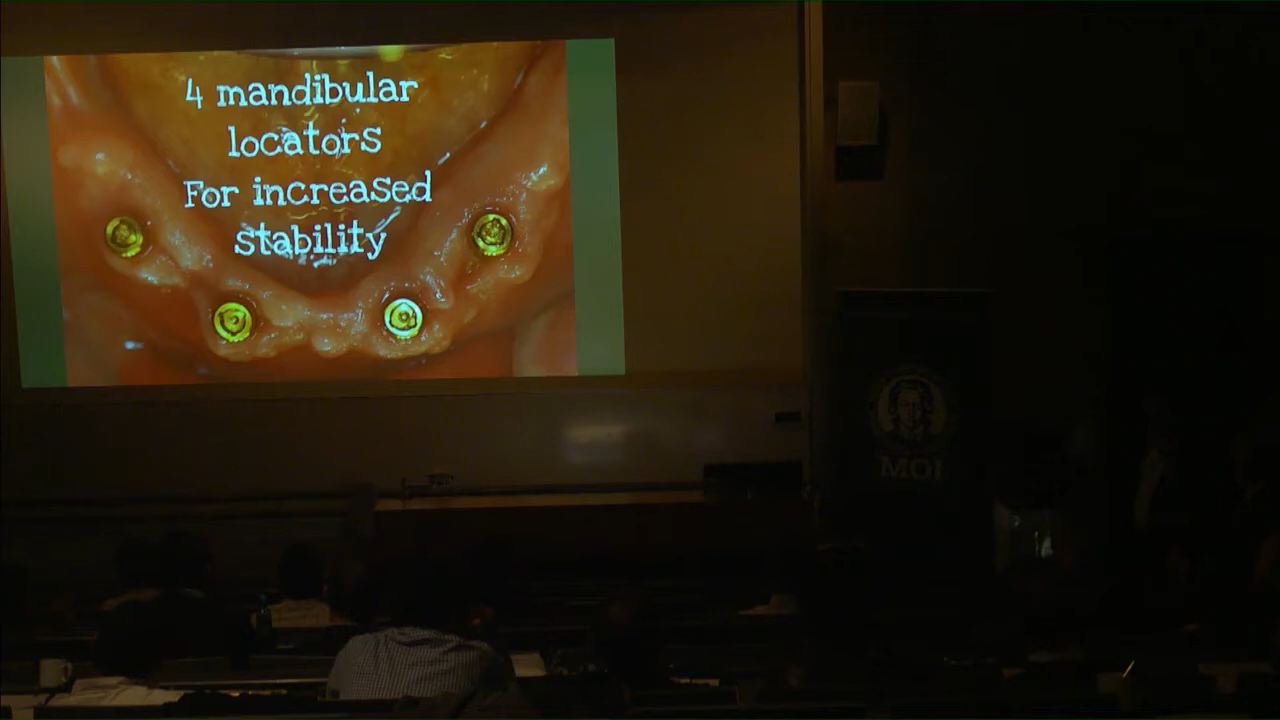 4 mandibular
locators
For increased
stability
MOI